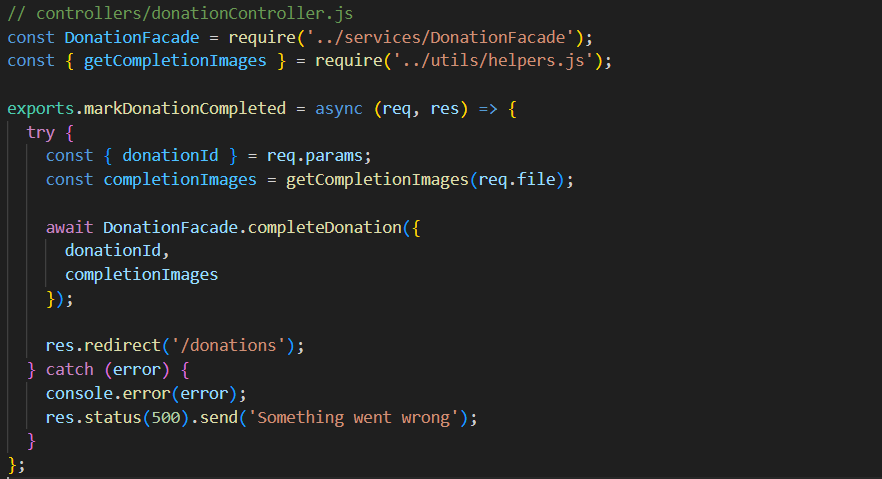 // controllers/donationController.js
const DonationFacade = require('../services/DonationFacade');
const { getCompletionImages } = require('../utils/helpers.js');
exports.markDonationCompleted = async (req, res) => {
try {
const { donationId } = req.params;
const completionImages = getCompletionImages(req.file);
await DonationFacade.completeDonation({
donationId,
completionImages
});
res.redirect('/donations');
} catch (error) {
console.error(error);
res.status(500).send('Something went wrong');
}
};